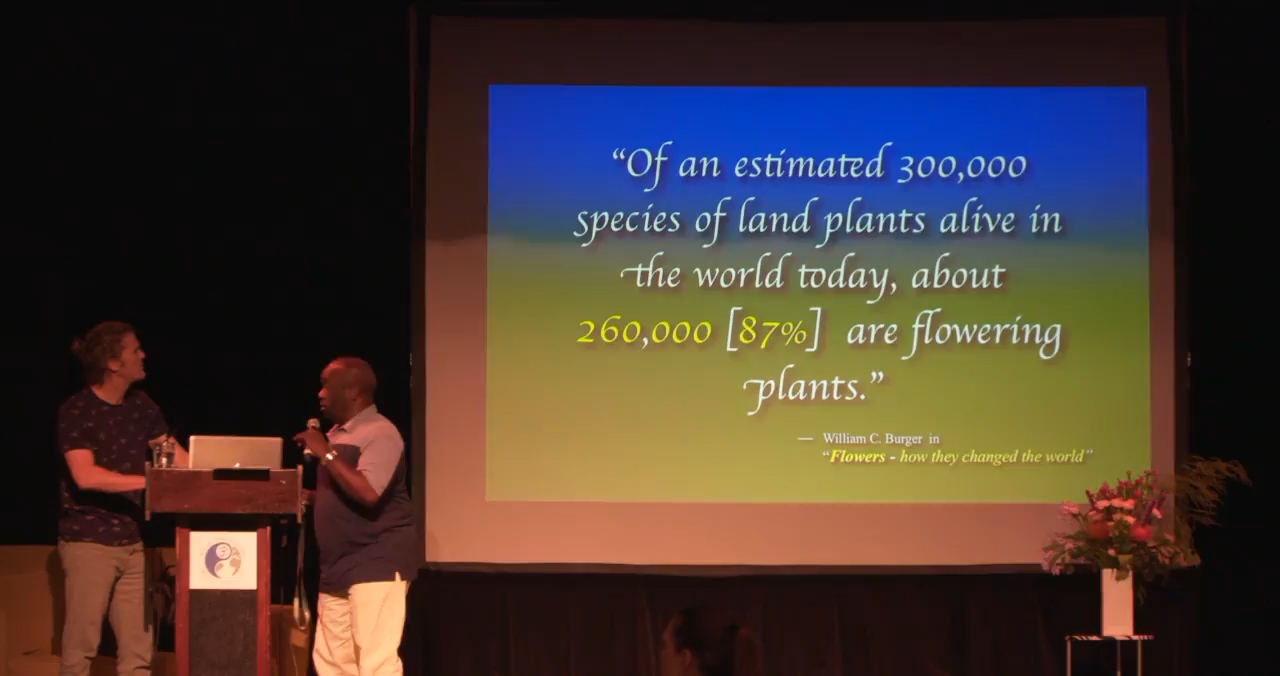 “Of an estimated 300,000
species of land plants alive in
the world today, about
260,000 [87%] are flowering
plants.”
— William C. Burger in
“Flowers - how they changed the world”